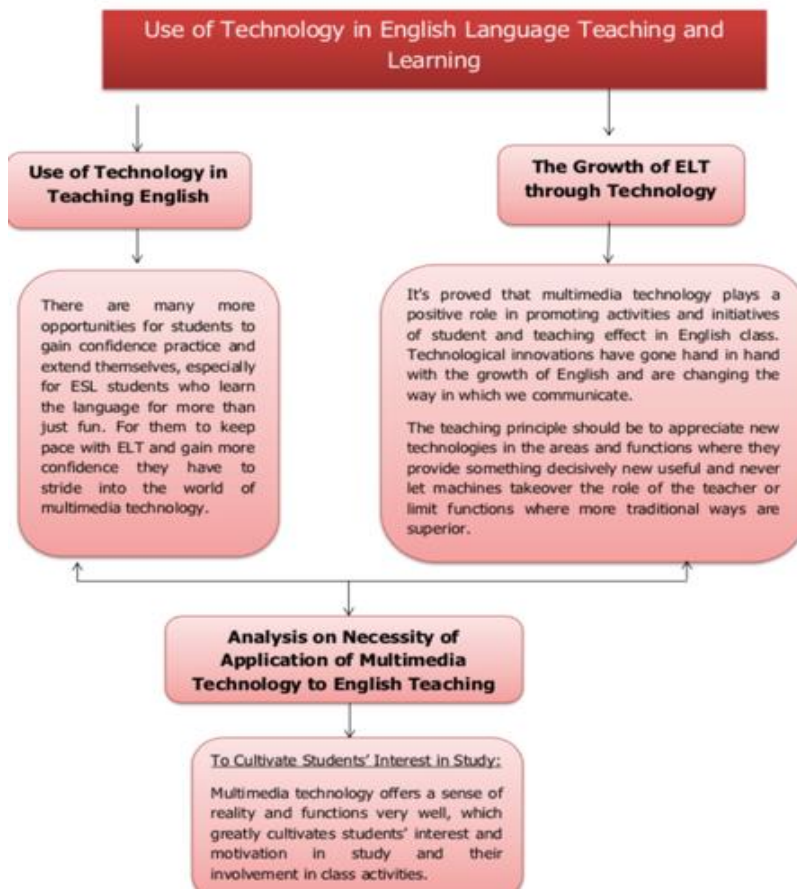 Use of Technology in English Language Teaching and
Learning
Use of Technology in
Teaching English
There are many more
opportunities for students to
gain confidence practice and
extend themselves, especially
for ESL students who learn
the language for more than
just fun. For them to keep
pace with ELT and gain more
confidence they have to
stride into the world of
multimedia technology.
The Growth of ELT
through Technology
It's proved that multimedia technology plays a
positive role in promoting activities and initiatives
of student and teaching effect in English class.
Technological innovations have gone hand in hand
with the growth of English and are changing the
way in which we communicate.
The teaching principle should be to appreciate new
technologies in the areas and functions where they
provide something decisively new useful and never
let machines takeover the role of the teacher or
limit functions where more traditional ways are
superior.
Analysis on Necessity of
Application of Multimedia
Technology to English Teaching
To Cultivate Students' Interest in Study:
Multimedia technology offers a sense of
reality and functions very well, which
greatly cultivates students' interest and
motivation in study and their
involvement in class activities.